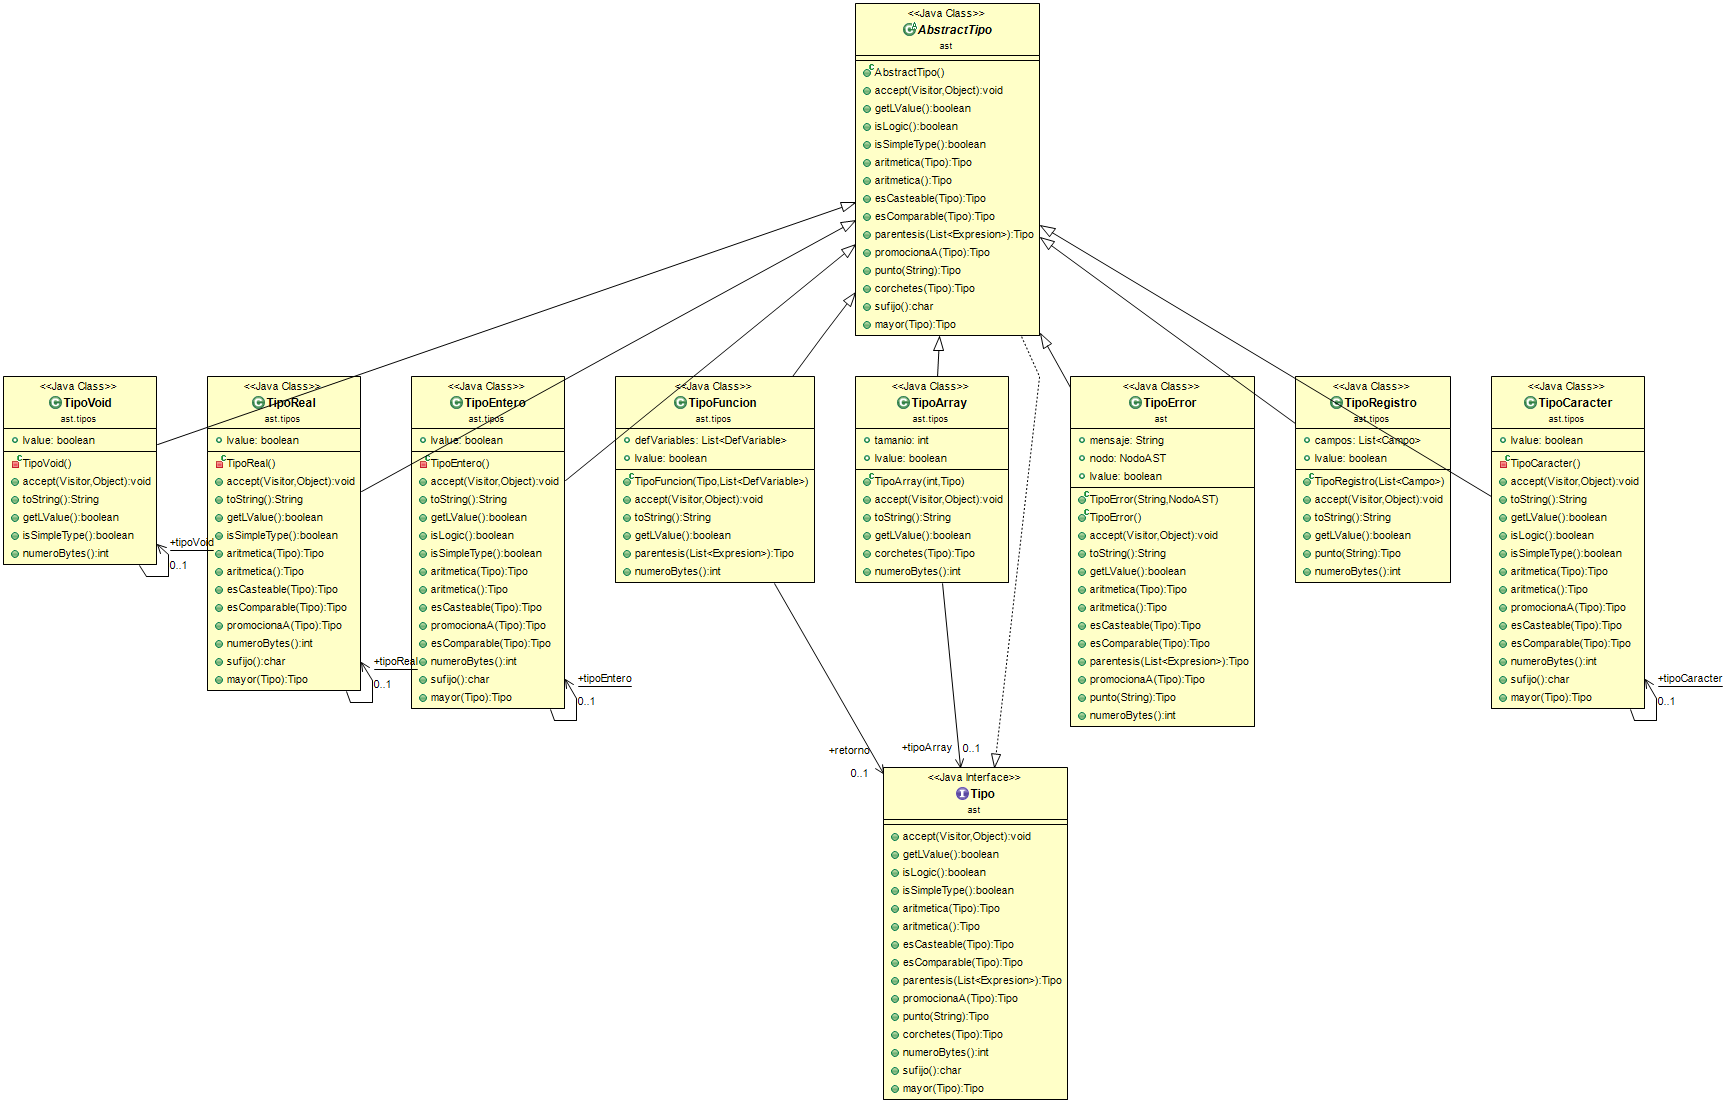 <<Java Class>>
AbstractTipo
ast
AbstractTipo()
accept(Visitor,Object):void
getLValue():boolean
isLogic():boolean
isSimpleType():boolean
aritmetica(Tipo):Tipo
aritmetica():Tipo
esCasteable(Tipo):Tipo
esComparable(Tipo):Tipo
parentesis(List<Expresion>):Tipo
promocionaA(Tipo):Tipo
punto(String):Tipo
corchetes(Tipo):Tipo
sufijo():char
mayor(Tipo):Tipo
<<Java Class>>
TipoVoid
ast.tipos
lvalue: boolean
TipoVoid()
accept(Visitor,Object):void
toString():String
getLValue():boolean
isSimpleType():boolean
numeroBytes():int
+tipoVoid
0..1
<<Java Class>>
TipoReal
ast.tipos
lvalue: boolean
TipoReal()
accept(Visitor,Object):void
toString():String
getLValue():boolean
isSimpleType():boolean
aritmetica(Tipo):Tipo
aritmetica():Tipo
esCasteable(Tipo):Tipo
esComparable(Tipo):Tipo
promocionaA(Tipo):Tipo
numeroBytes():int
sufijo():char
mayor(Tipo):Tipo
+tipoReal
0..1
<<Java Class>>
TipoEntero
ast.tipos
lvalue: boolean
TipoEntero()
accept(Visitor,Object):void
toString():String
getLValue():boolean
isLogic():boolean
isSimpleType():boolean
aritmetica(Tipo):Tipo
aritmetica():Tipo
esCasteable(Tipo):Tipo
promocionaA(Tipo):Tipo
esComparable(Tipo):Tipo
numeroBytes():int
sufijo():char
mayor(Tipo):Tipo
+tipoEntero
0..1
<<Java Class>>
TipoFuncion
ast.tipos
defVariables: List<DefVariable>
lvalue: boolean
TipoFuncion(Tipo,List<DefVariable>)
accept(Visitor,Object):void
toString():String
getLValue():boolean
parentesis(List<Expresion>):Tipo
numeroBytes():int
+retorno
0..1
<<Java Class>>
TipoArray
ast.tipos
tamanio: int
lvalue: boolean
TipoArray(int,Tipo)
accept(Visitor,Object):void
toString():String
getLValue():boolean
corchetes(Tipo):Tipo
numeroBytes():int
+tipoArray
0..1
<<Java Class>>
TipoError
ast
mensaje: String
nodo: NodoAST
lvalue: boolean
TipoError(String,NodoAST)
TipoError()
accept(Visitor,Object):void
toString():String
getLValue():boolean
aritmetica(Tipo):Tipo
aritmetica():Tipo
esCasteable(Tipo):Tipo
esComparable(Tipo):Tipo
parentesis(List<Expresion>):Tipo
promocionaA(Tipo):Tipo
punto(String):Tipo
numeroBytes():int
<<Java Class>>
TipoRegistro
ast.tipos
campos: List<Campo>
lvalue: boolean
TipoRegistro(List<Campo>)
accept(Visitor,Object):void
toString():String
getLValue():boolean
punto(String):Tipo
numeroBytes():int
<<Java Class>>
TipoCaracter
ast.tipos
lvalue: boolean
TipoCaracter()
accept(Visitor,Object):void
toString():String
getLValue():boolean
isLogic():boolean
isSimpleType():boolean
aritmetica(Tipo):Tipo
aritmetica():Tipo
promocionaA(Tipo):Tipo
esCasteable(Tipo):Tipo
esComparable(Tipo):Tipo
numeroBytes():int
sufijo():char
mayor(Tipo):Tipo
+tipoCaracter
0..1
<<Java Interface>>
Tipo
ast
accept(Visitor,Object):void
getLValue():boolean
isLogic():boolean
isSimpleType():boolean
aritmetica(Tipo):Tipo
aritmetica():Tipo
esCasteable(Tipo):Tipo
esComparable(Tipo):Tipo
parentesis(List<Expresion>):Tipo
promocionaA(Tipo):Tipo
punto(String):Tipo
corchetes(Tipo):Tipo
numeroBytes():int
sufijo():char
mayor(Tipo):Tipo